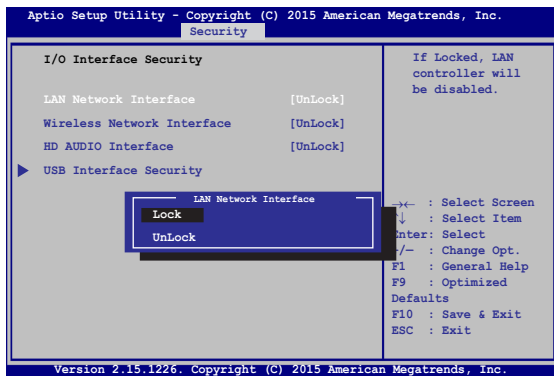 Aptio Setup Utility - Copyright (C) 2015 American Megatrends, Inc.
Security
I/O Interface Security
LAN Network Interface [UnLock]
Wireless Network Interface [UnLock]
HD AUDIO Interface [UnLock]
USB Interface Security
LAN Network Interface
Lock
UnLock
If Locked, LAN
controller will
be disabled.
→← : Select Screen
↑↓ : Select Item
Enter: Select
+/— : Change Opt.
F1 : General Help
F9 : Optimized
Defaults
F10 : Save & Exit
ESC : Exit
Version 2.15.1226. Copyright (C) 2015 American Megatrends, Inc.